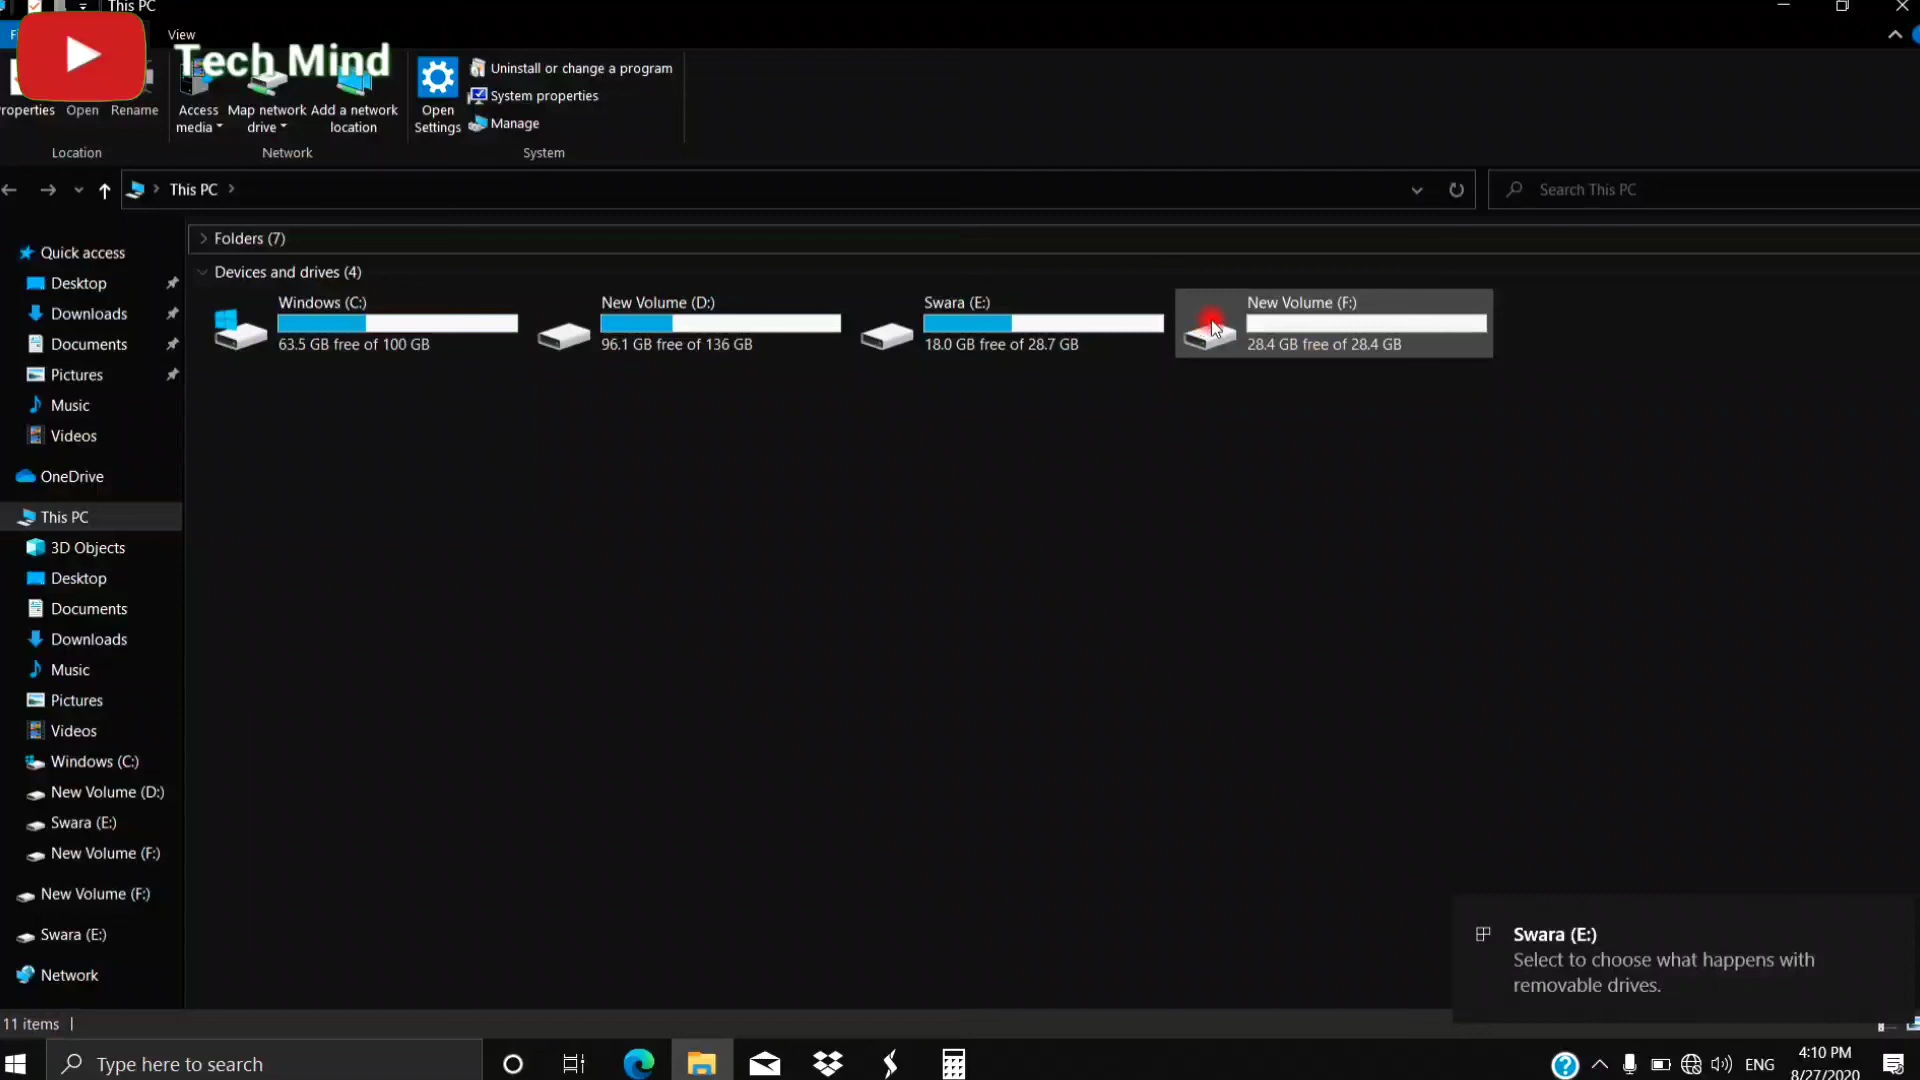 This PC
View
Tech Mind
Open
Rename
Access media
Map network drive
Add a network location
Open Settings
Uninstall or change a program
System properties
Manage
Location
Network
System
This PC
Search This PC
Quick access
Desktop
Downloads
Documents
Pictures
Music
Videos
OneDrive
This PC
3D Objects
Desktop
Documents
Downloads
Music
Pictures
Videos
Windows (C:)
New Volume (D:)
Swara (E:)
New Volume (F:)
New Volume (F:)
Swara (E:)
Network
Folders (7)
Devices and drives (4)
Windows (C:)
63.5 GB free of 100 GB
New Volume (D:)
96.1 GB free of 136 GB
Swara (E:)
18.0 GB free of 28.7 GB
New Volume (F:)
28.4 GB free of 28.4 GB
Swara (E:)
Select to choose what happens with
removable drives.
11 items
Type here to search
ENG
4:10 PM
8/27/2020